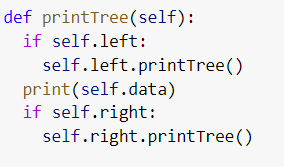 def printTree(self):
  if self.left:
    self.left.printTree()
  print(self.data)
  if self.right:
    self.right.printTree()